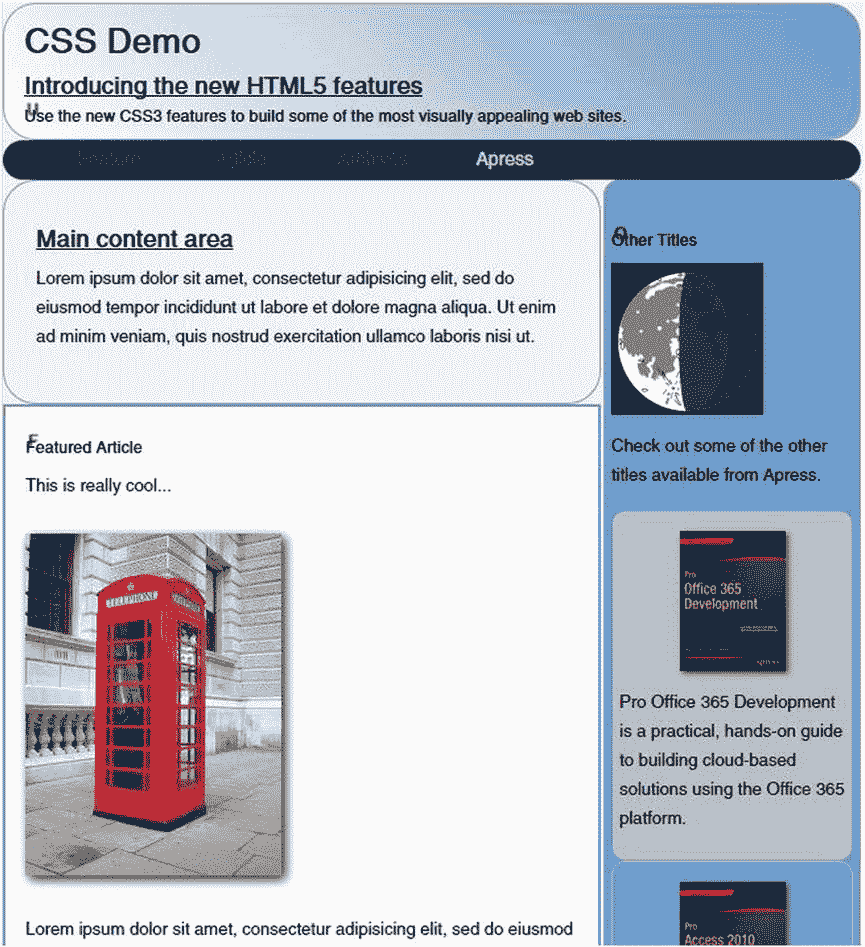 CSS Demo
Introducing the new HTML5 features
Use the new CSS3 features to build some of the most visually appealing web sites.
Apress
Main content area
Lorem ipsum dolor sit amet, consectetur adipisicing elit, sed do
eiusmod tempor incididunt ut labore et dolore magna aliqua. Ut enim
ad minim veniam, quis nostrud exercitation ullamco laboris nisi ut.
Featured Article
This is really cool...
TELEPHONE
Lorem ipsum dolor sit amet, consectetur adipisicing elit, sed do eiusmod
Other Titles
Check out some of the other
titles available from Apress.
Pro
Office 365
Development
Pro Office 365 Development
is a practical, hands-on guide
to building cloud-based
solutions using the Office 365
platform.
Pro
Access 2010